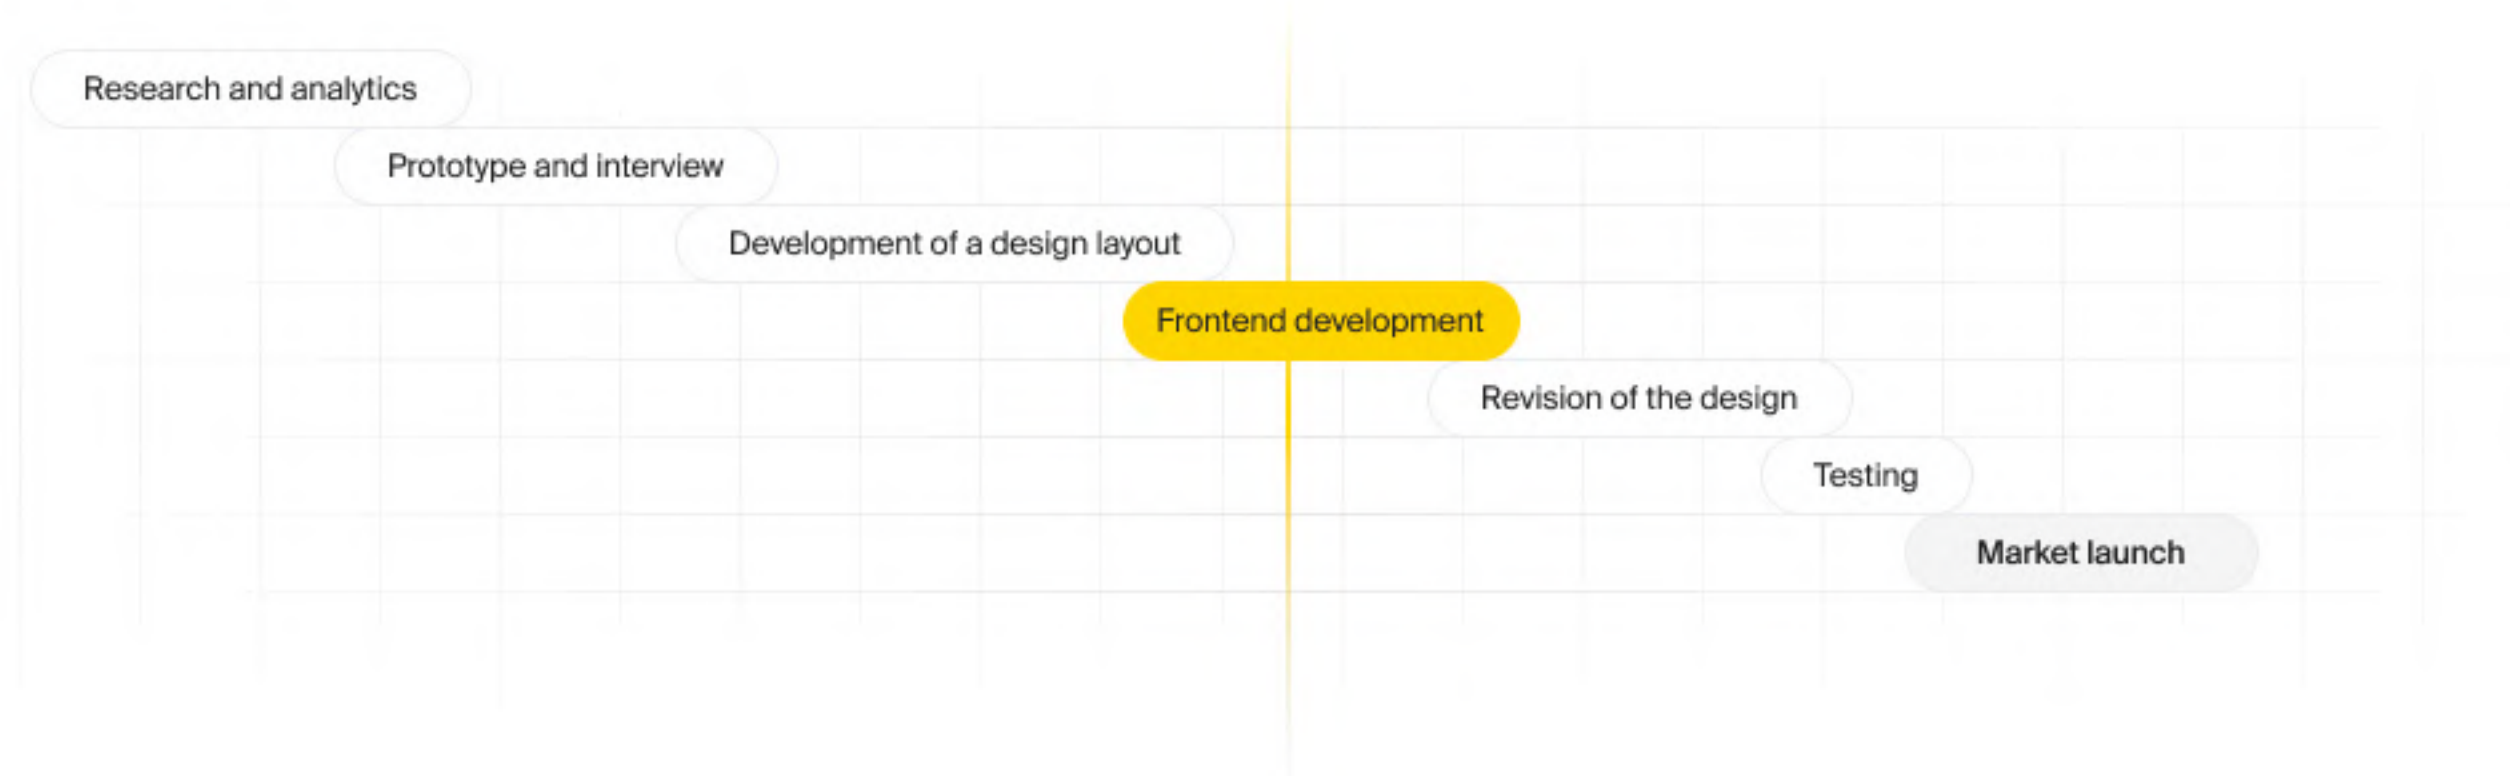 Research and analytics
Prototype and interview
Development of a design layout
Frontend development
Revision of the design
Testing
Market launch